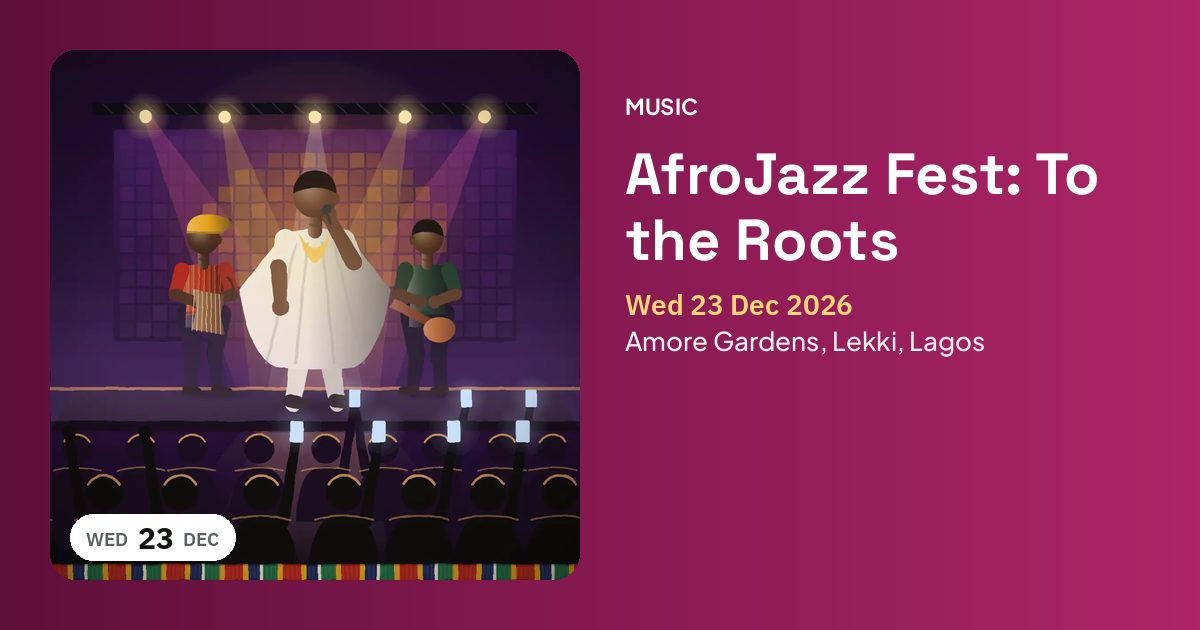 MUSIC
AfroJazz Fest: To
the Roots
Wed 23 Dec 2026
Amore Gardens, Lekki, Lagos
WED 23 DEC